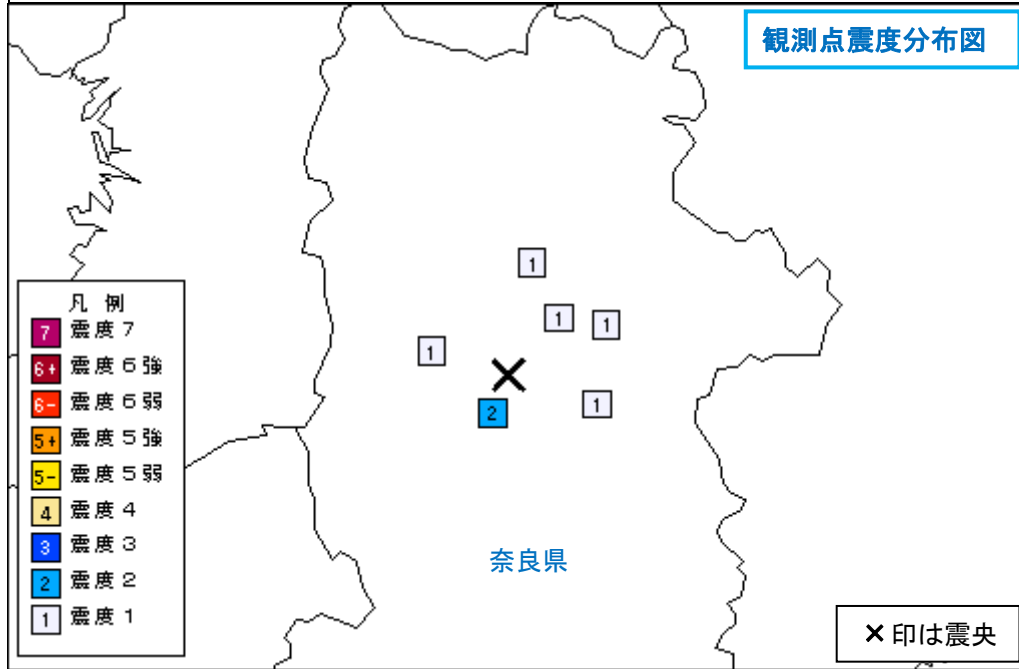 観測点震度分布図
1
1
1
1
2
1
奈良県
凡 例
7 震度7
6+ 震度6強
6- 震度6弱
5+ 震度5強
5- 震度5弱
4 震度4
3 震度3
2 震度2
1 震度1
×印は震央